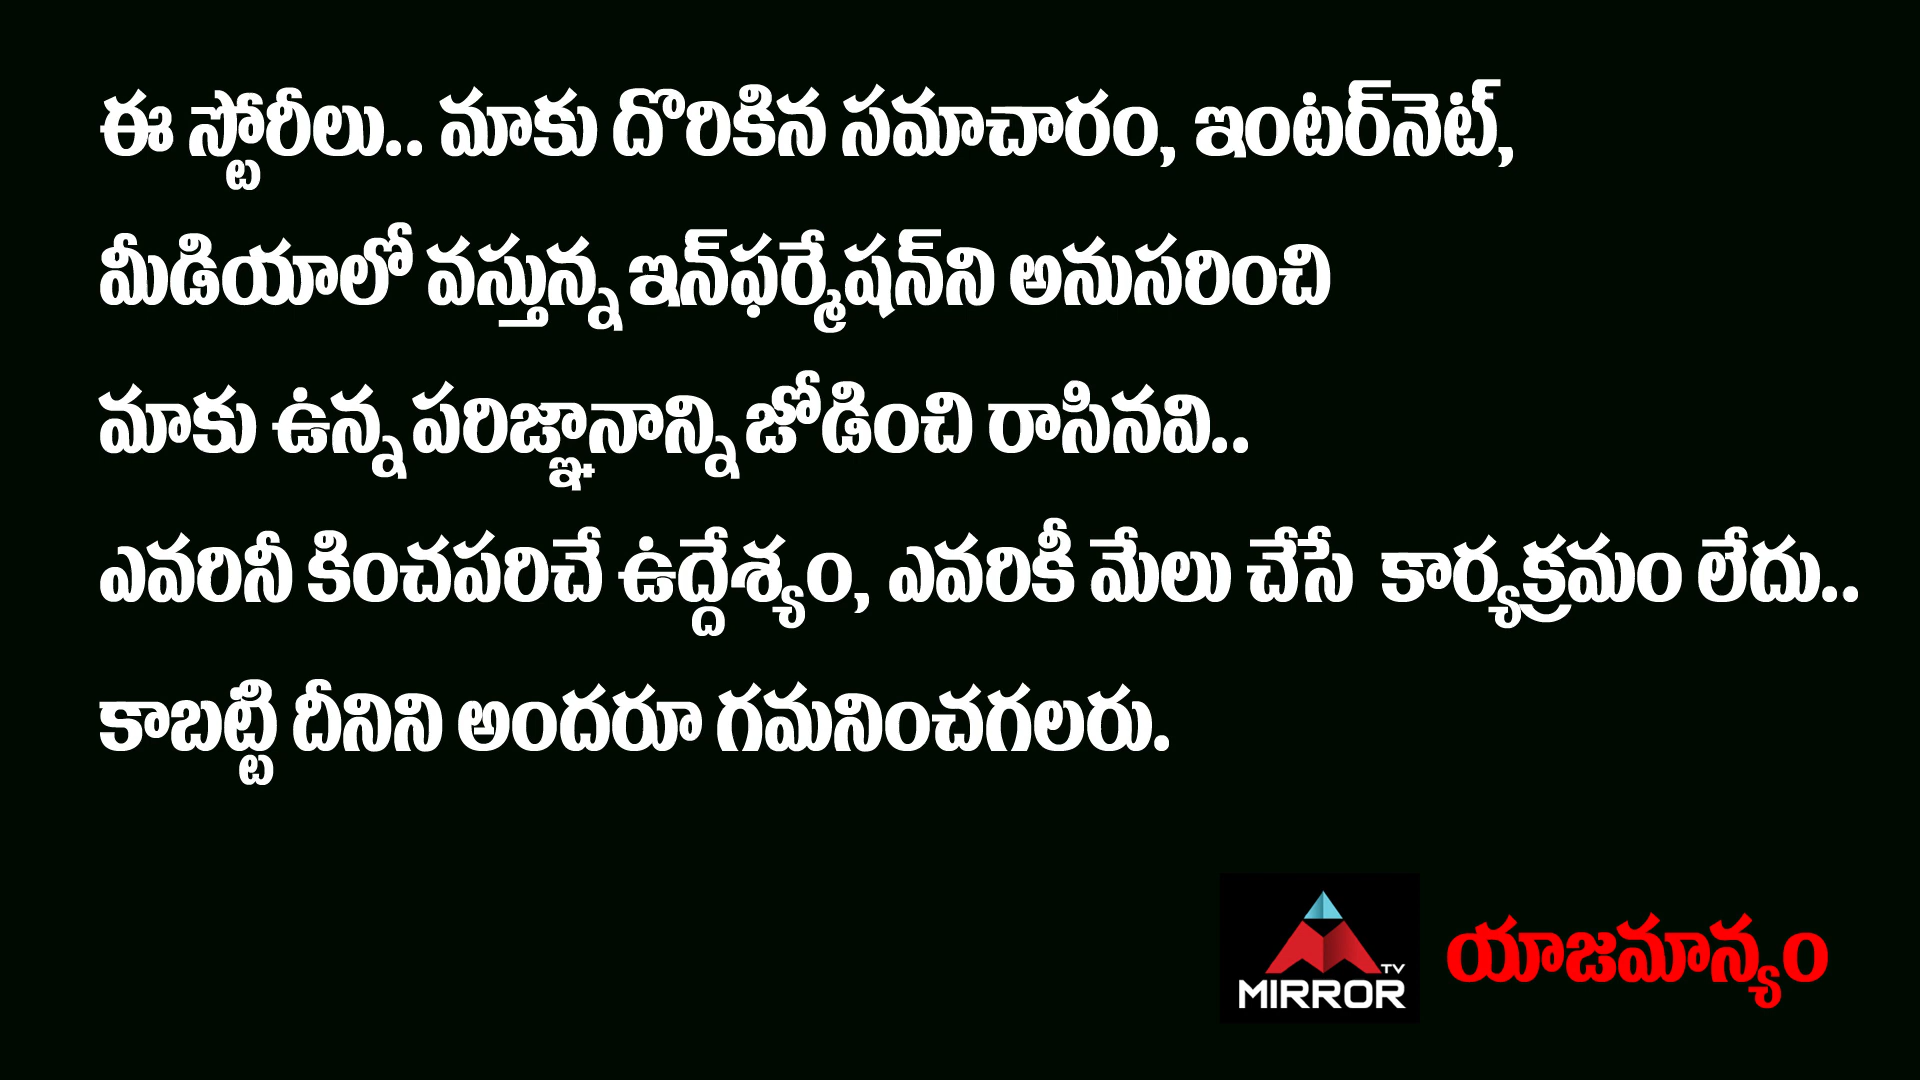 ఈ స్టోరీలు.. మాకు దొరికిన సమాచారం, ఇంటర్‌నెట్,
మీడియాలో వస్తున్న ఇన్‌ఫర్మేషన్‌ని అనుసరించి
మాకు ఉన్న పరిజ్ఞానాన్ని జోడించి రాసినవి..
ఎవరినీ కించపరిచే ఉద్దేశ్యం, ఎవరికీ మేలు చేసే కార్యక్రమం లేదు..
కాబట్టి దీనిని అందరూ గమనించగలరు.
TV
MIRROR
యాజమాన్యం